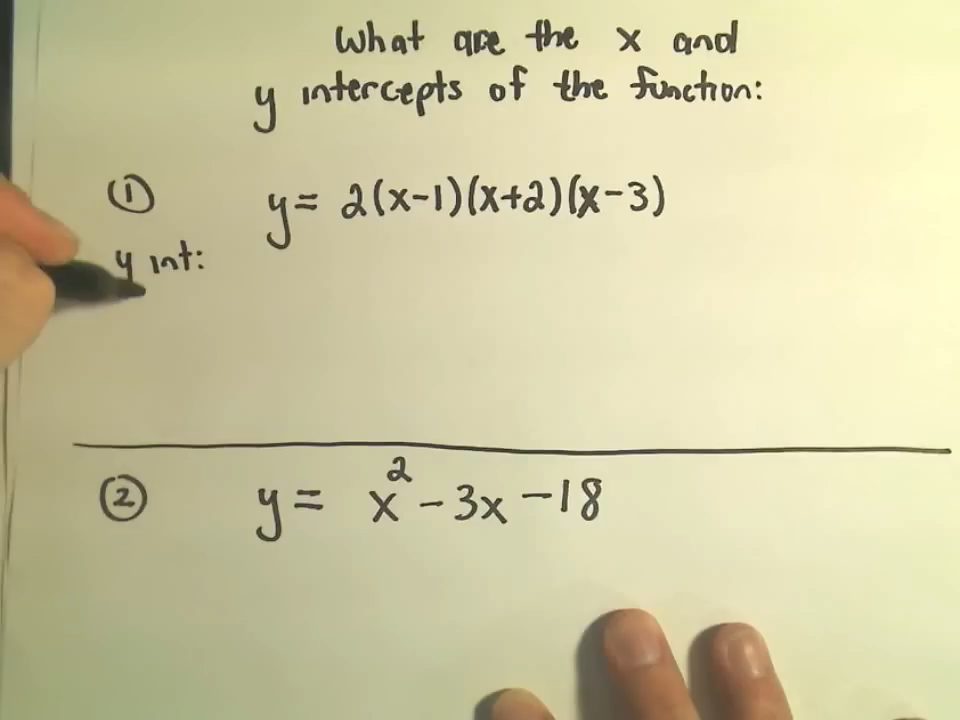 What are the x and
y intercepts of the function:
① y = 2(x-1)(x+2)(x-3)
y int:
② y = x² - 3x - 18